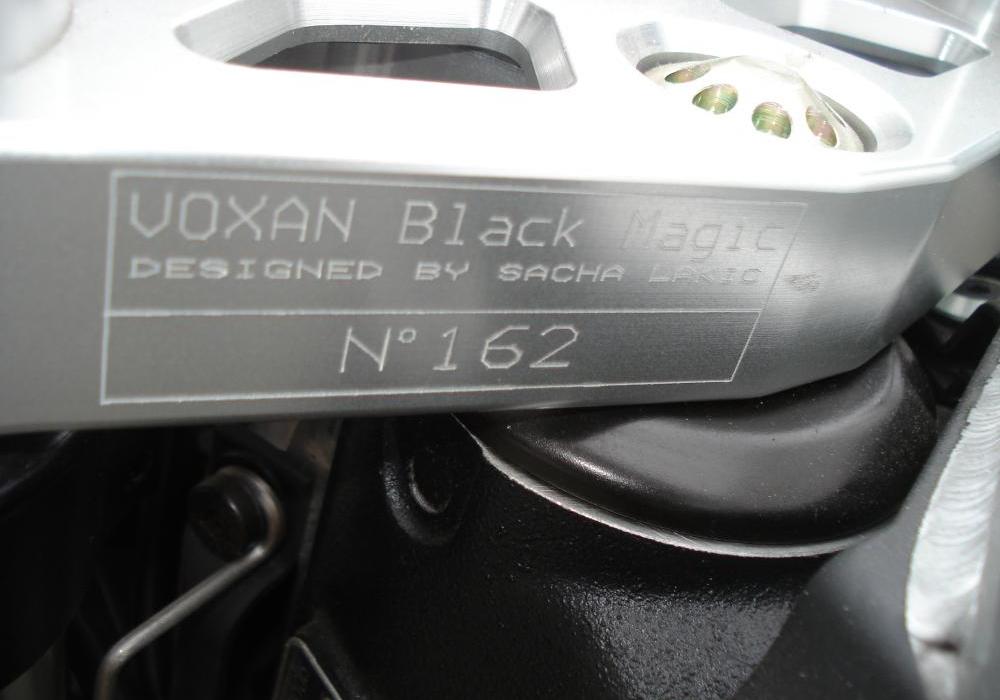 VOXAN Black Magic
DESIGNED BY SACHA LAKIC
N°162